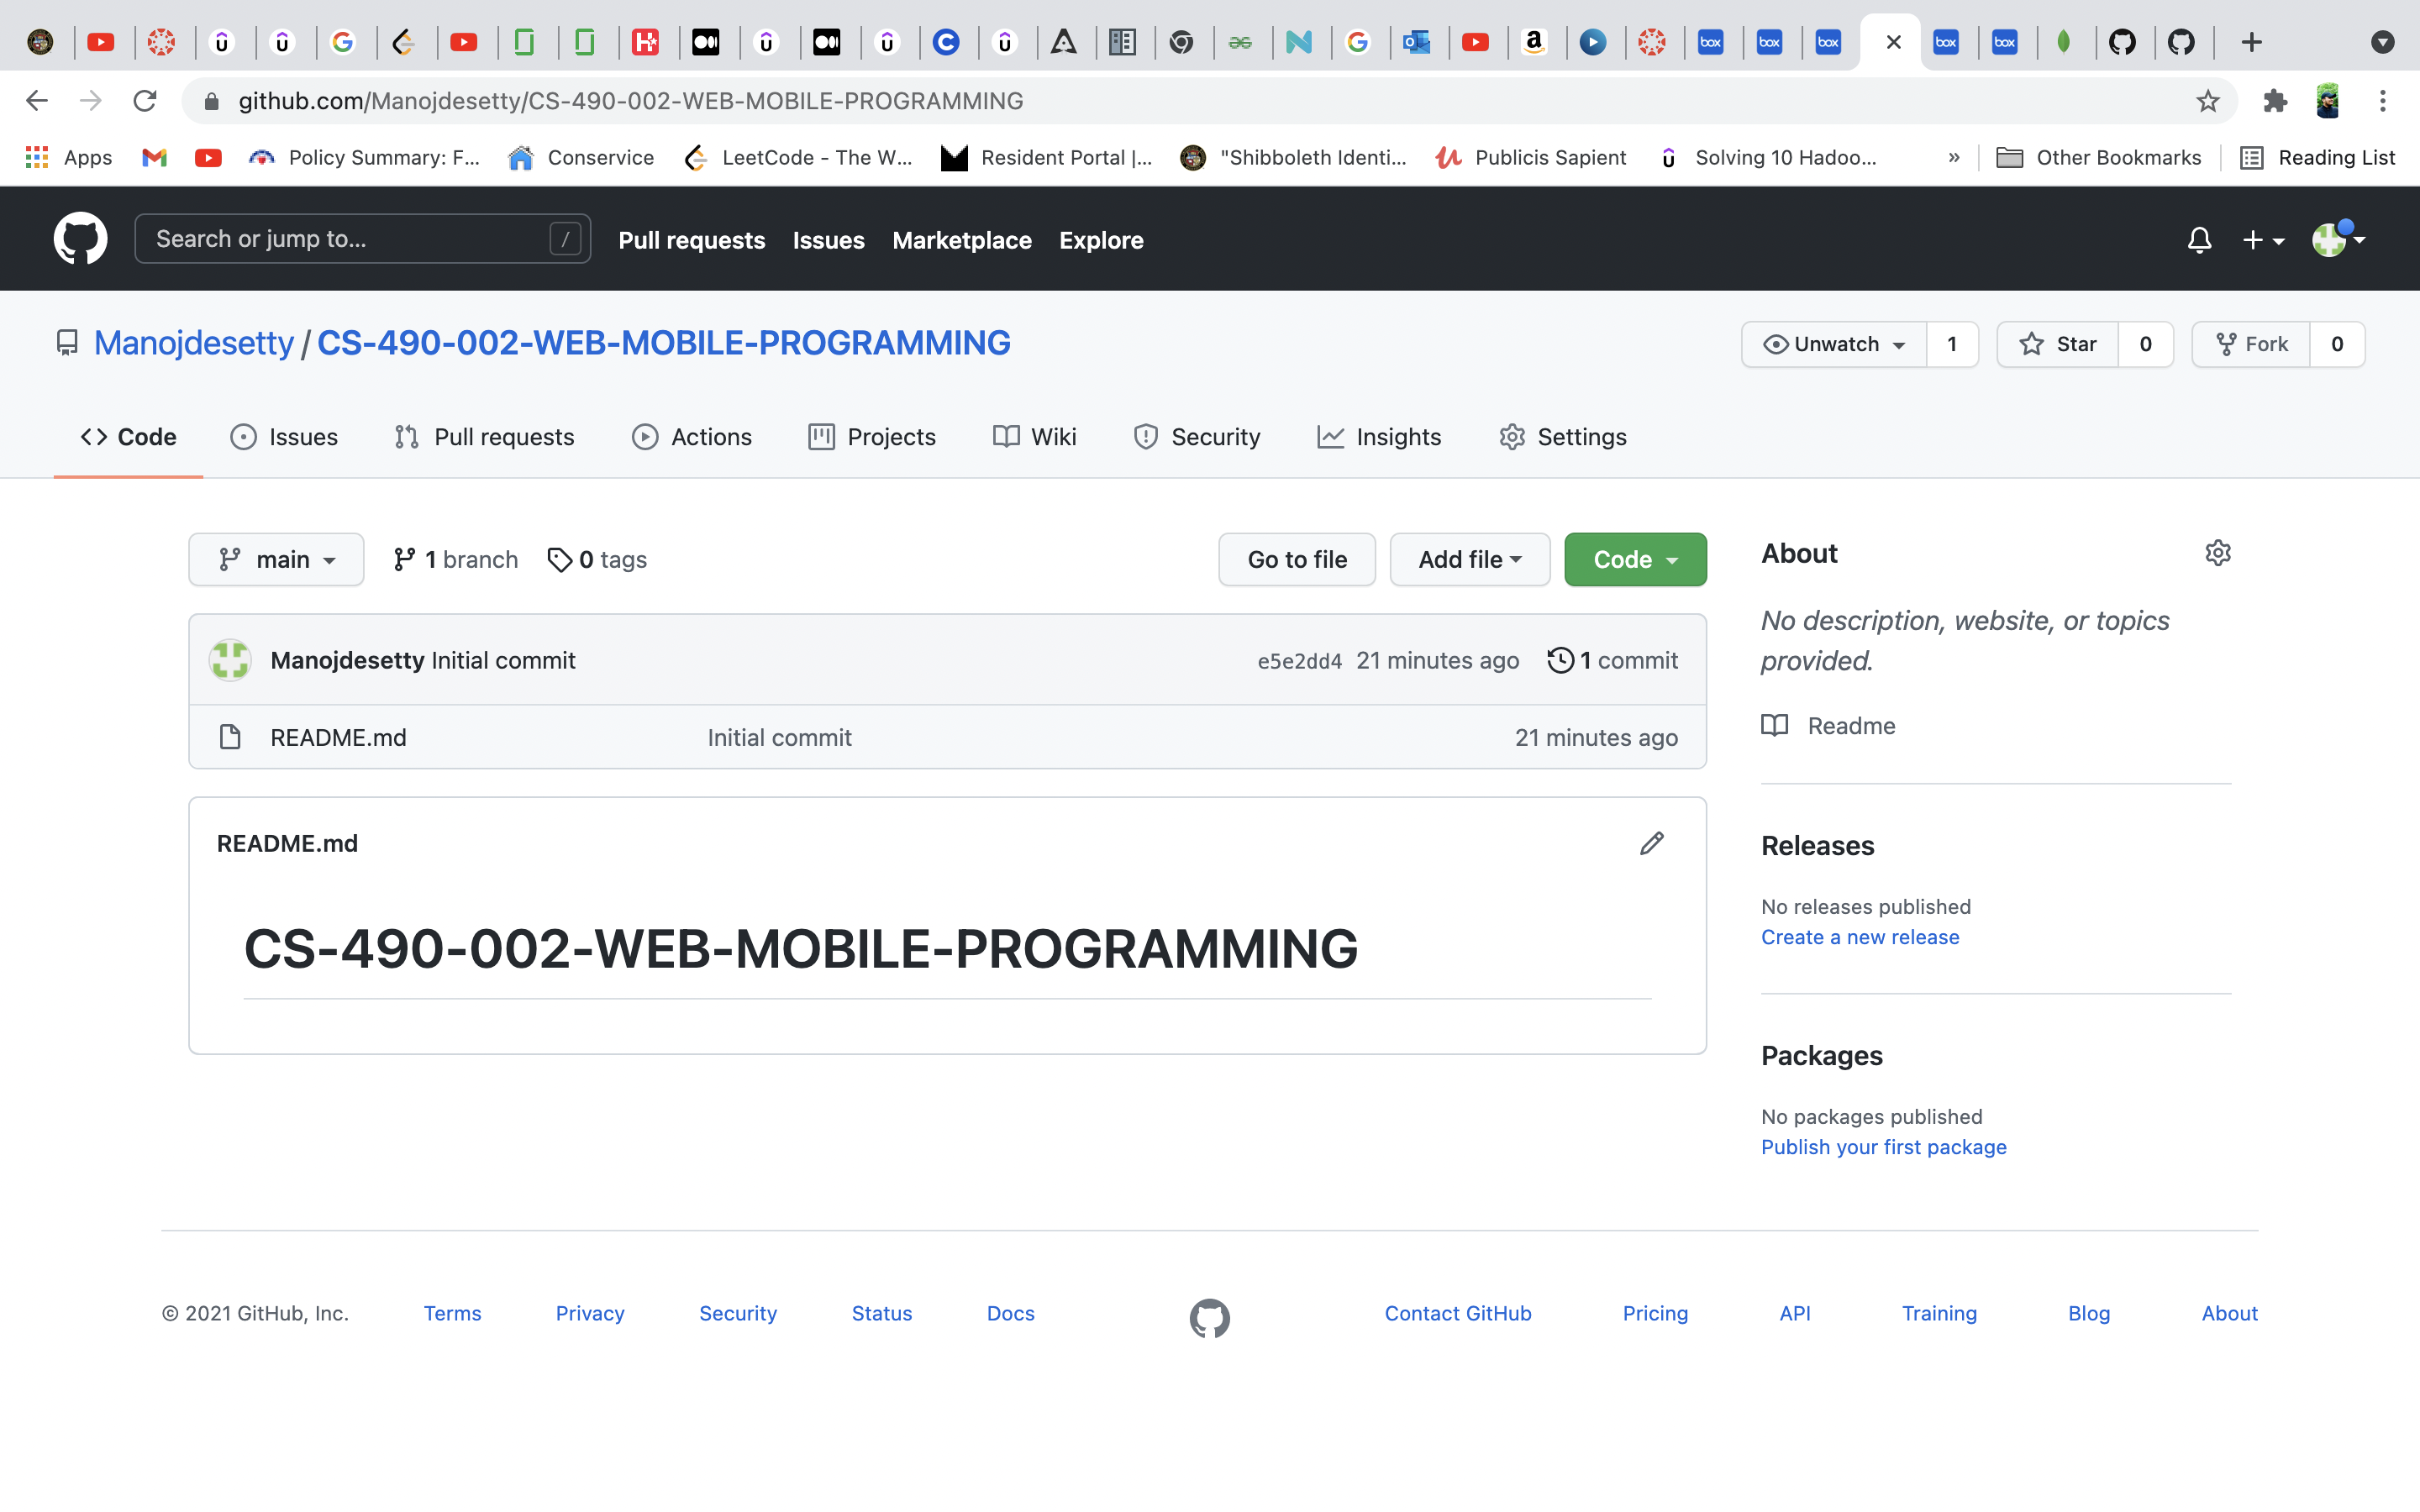 github.com/Manojdesetty/CS-490-002-WEB-MOBILE-PROGRAMMING
Apps Policy Summary: F... Conservice LeetCode - The W... Resident Portal |... "Shibboleth Identi... Publicis Sapient Solving 10 Hadoo... » Other Bookmarks Reading List
Search or jump to... / Pull requests Issues Marketplace Explore
Manojdesetty / CS-490-002-WEB-MOBILE-PROGRAMMING Unwatch 1 Star 0 Fork 0
Code Issues Pull requests Actions Projects Wiki Security Insights Settings
main 1 branch 0 tags Go to file Add file Code
Manojdesetty Initial commit e5e2dd4 21 minutes ago 1 commit
README.md Initial commit 21 minutes ago
README.md
CS-490-002-WEB-MOBILE-PROGRAMMING
About
No description, website, or topics
provided.
Readme
Releases
No releases published
Create a new release
Packages
No packages published
Publish your first package
© 2021 GitHub, Inc. Terms Privacy Security Status Docs Contact GitHub Pricing API Training Blog About